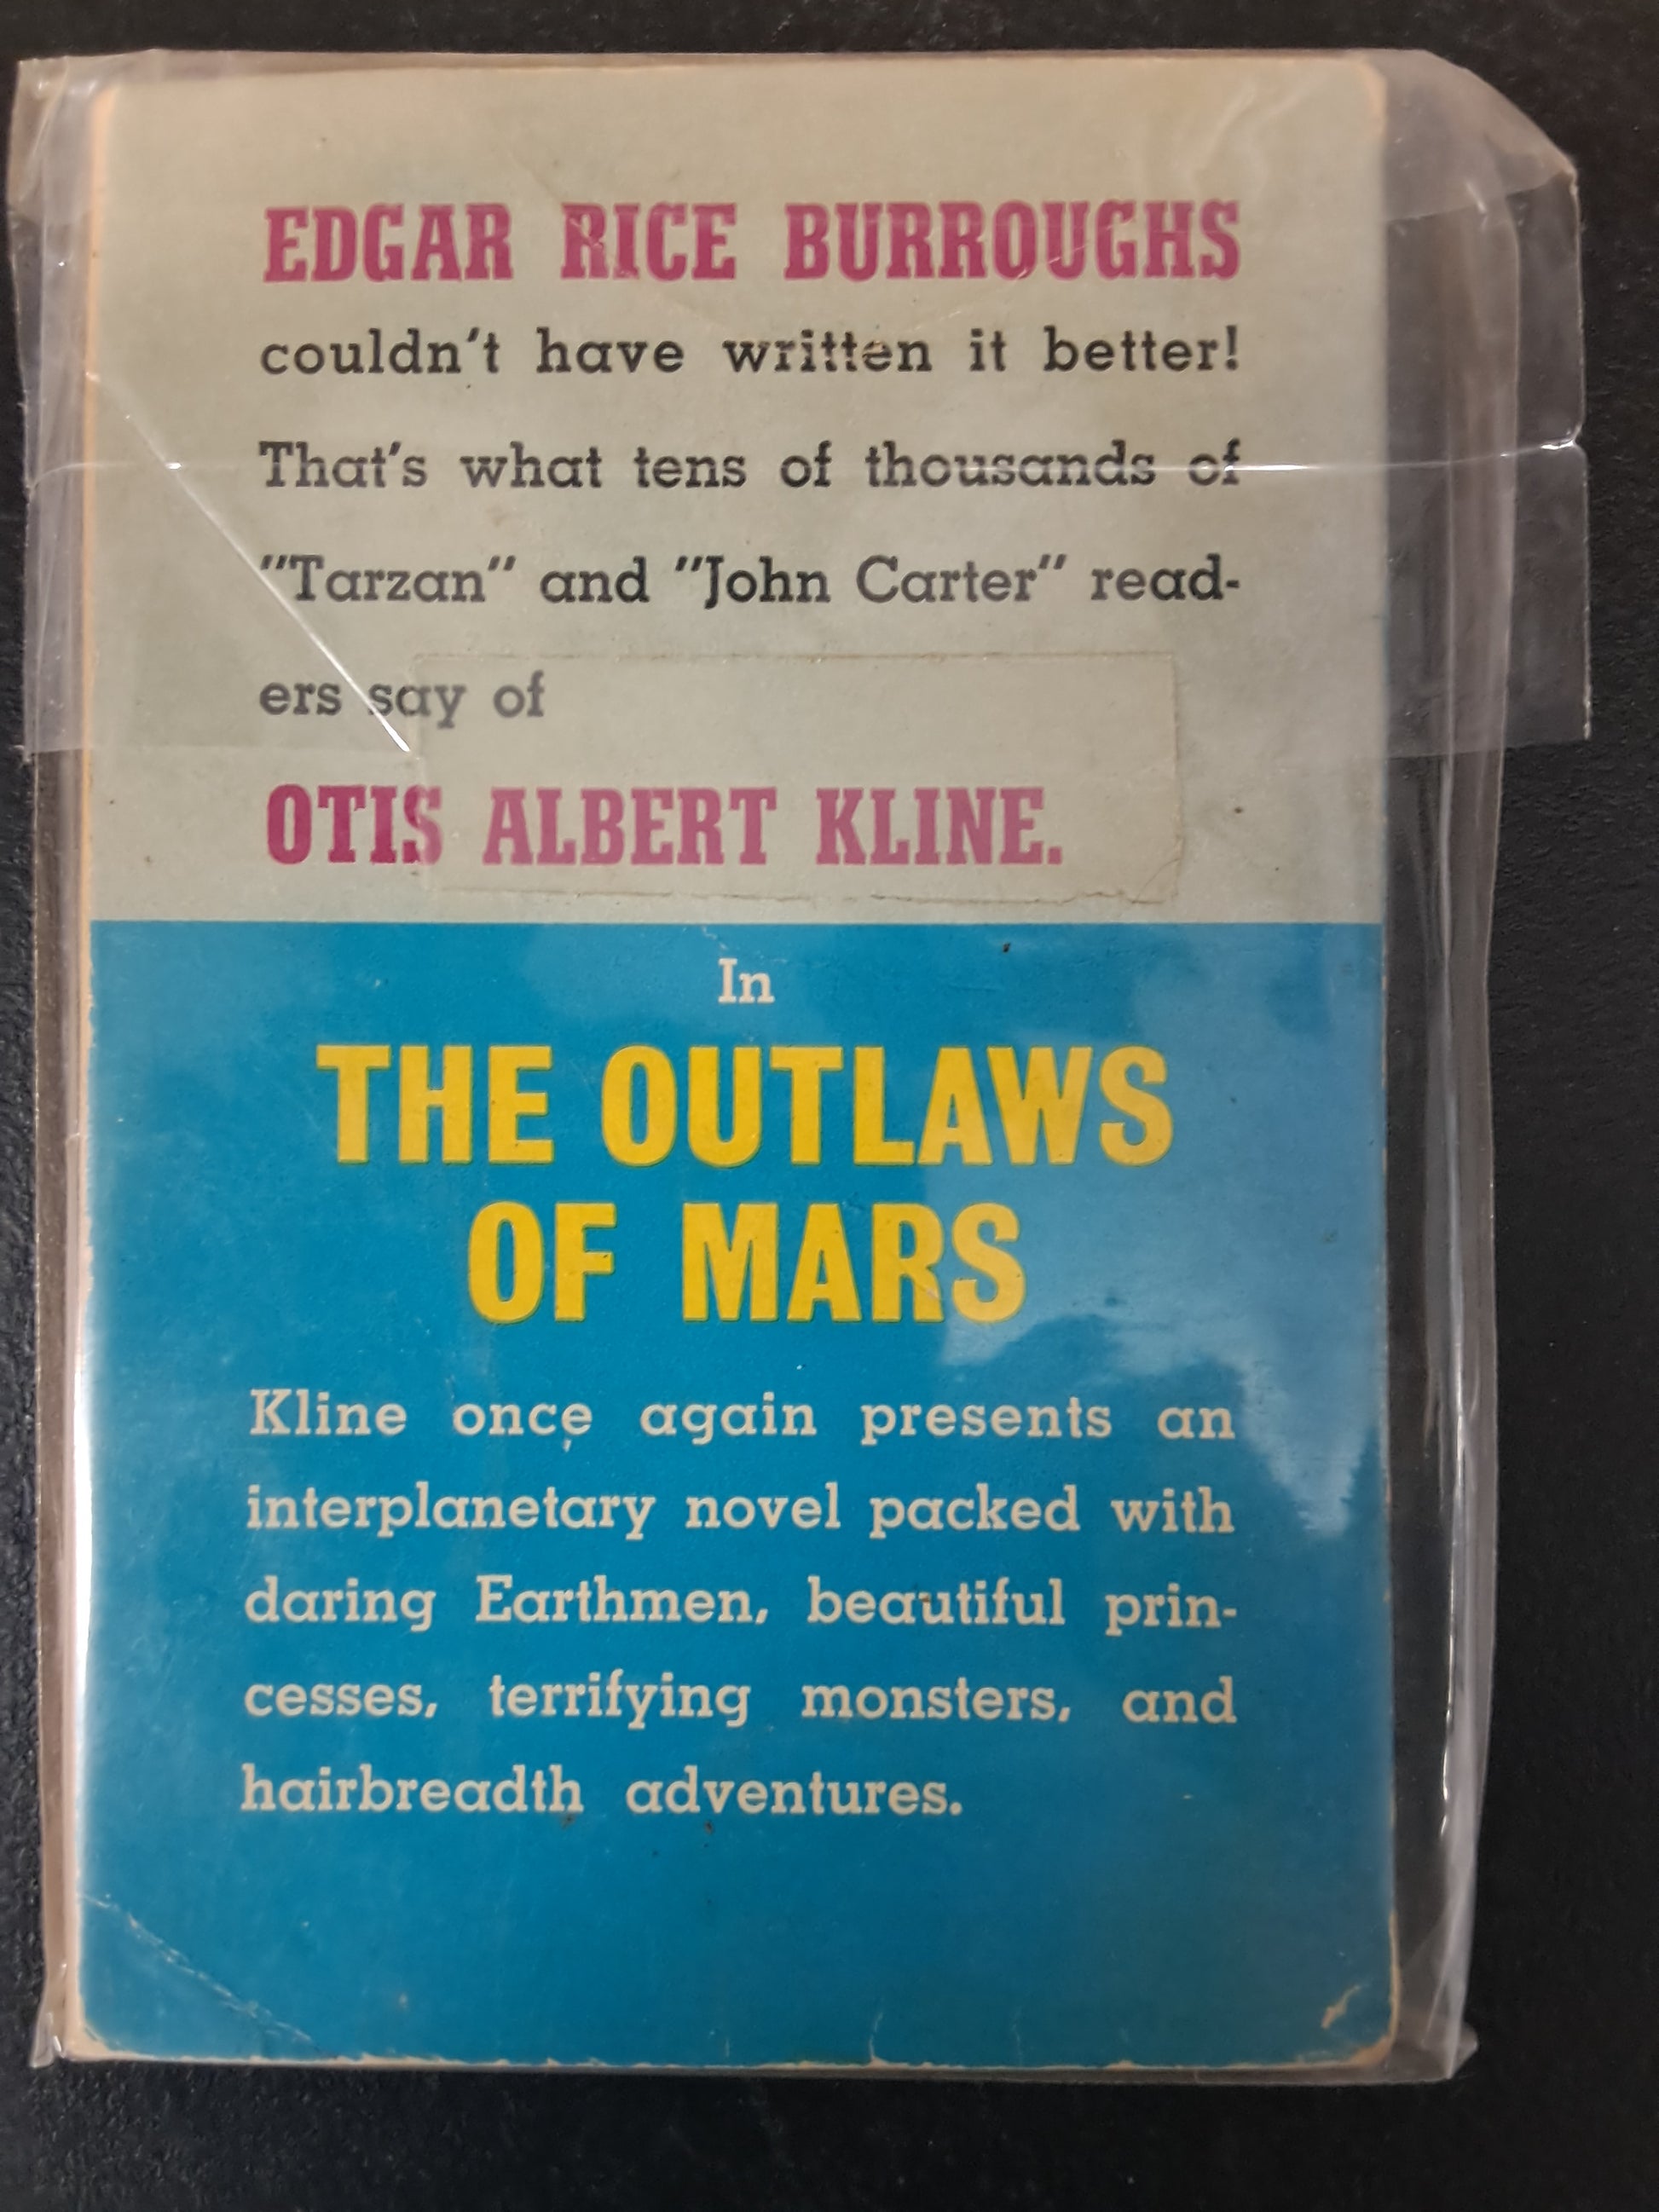 EDGAR RICE BURROUGHS
couldn't have written it better!
That's what tens of thousands of
"Tarzan" and "John Carter" read-
ers say of
OTIS ALBERT KLINE.
In
THE OUTLAWS
OF MARS
Kline once again presents an
interplanetary novel packed with
daring Earthmen, beautiful prin-
cesses, terrifying monsters, and
hairbreadth adventures.